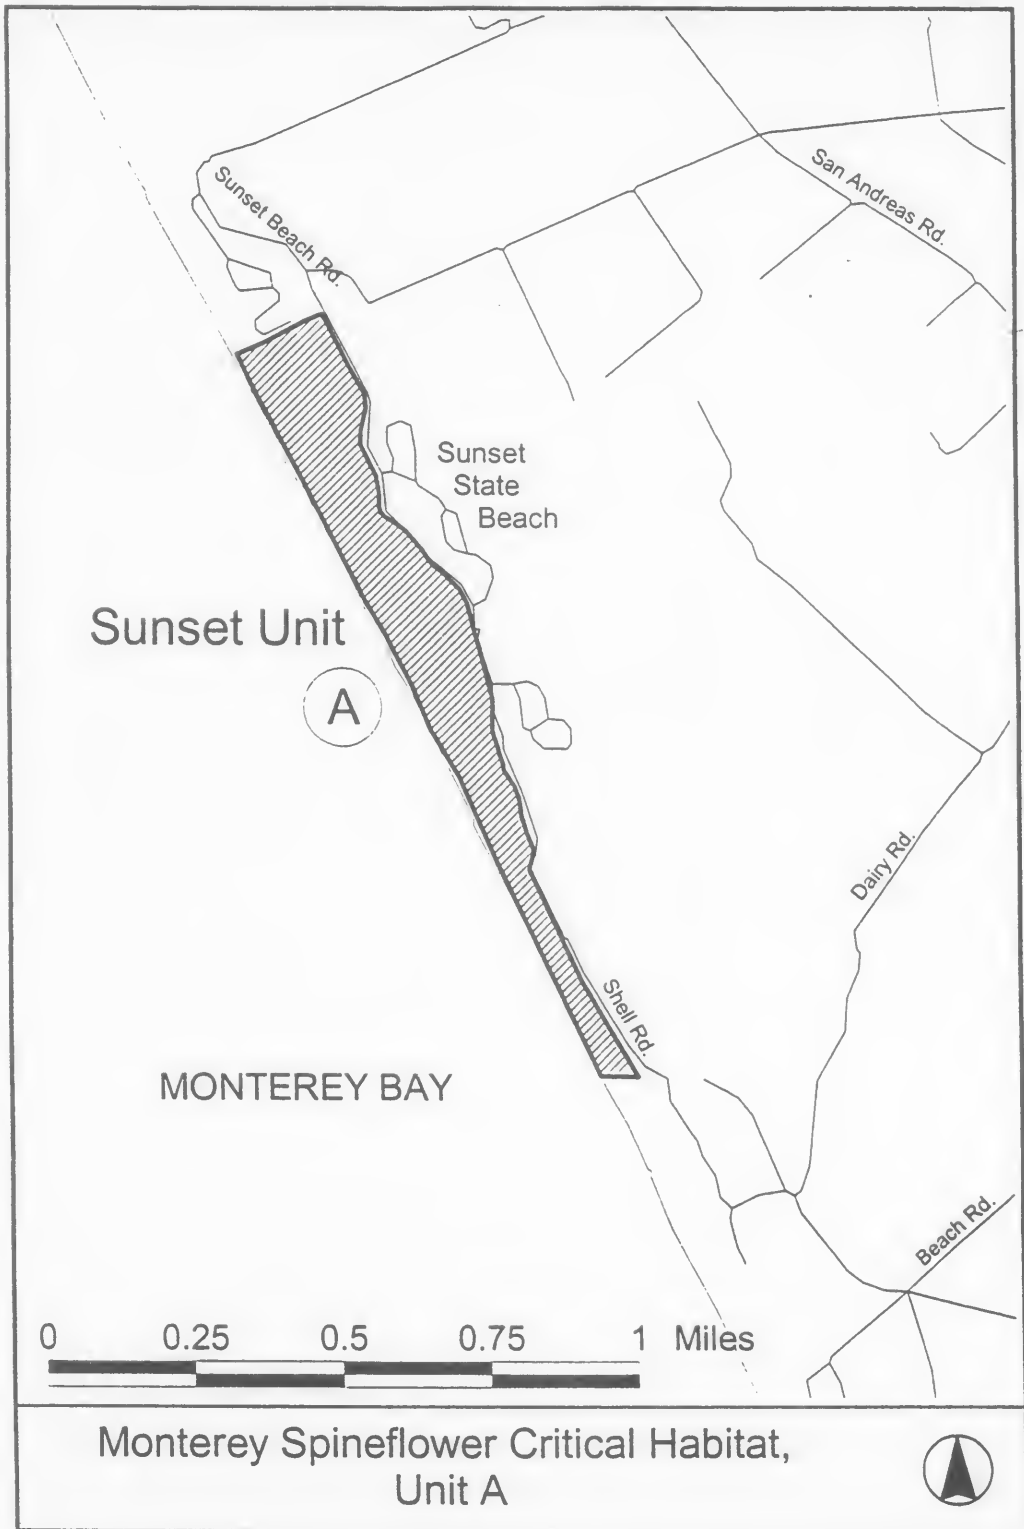 Sunset Beach Rd.
San Andreas Rd.
Sunset
State
Beach
Sunset Unit
A
Dairy Rd.
Shell Rd.
MONTEREY BAY
Beach Rd.
0 0.25 0.5 0.75 1 Miles
Monterey Spineflower Critical Habitat,
Unit A